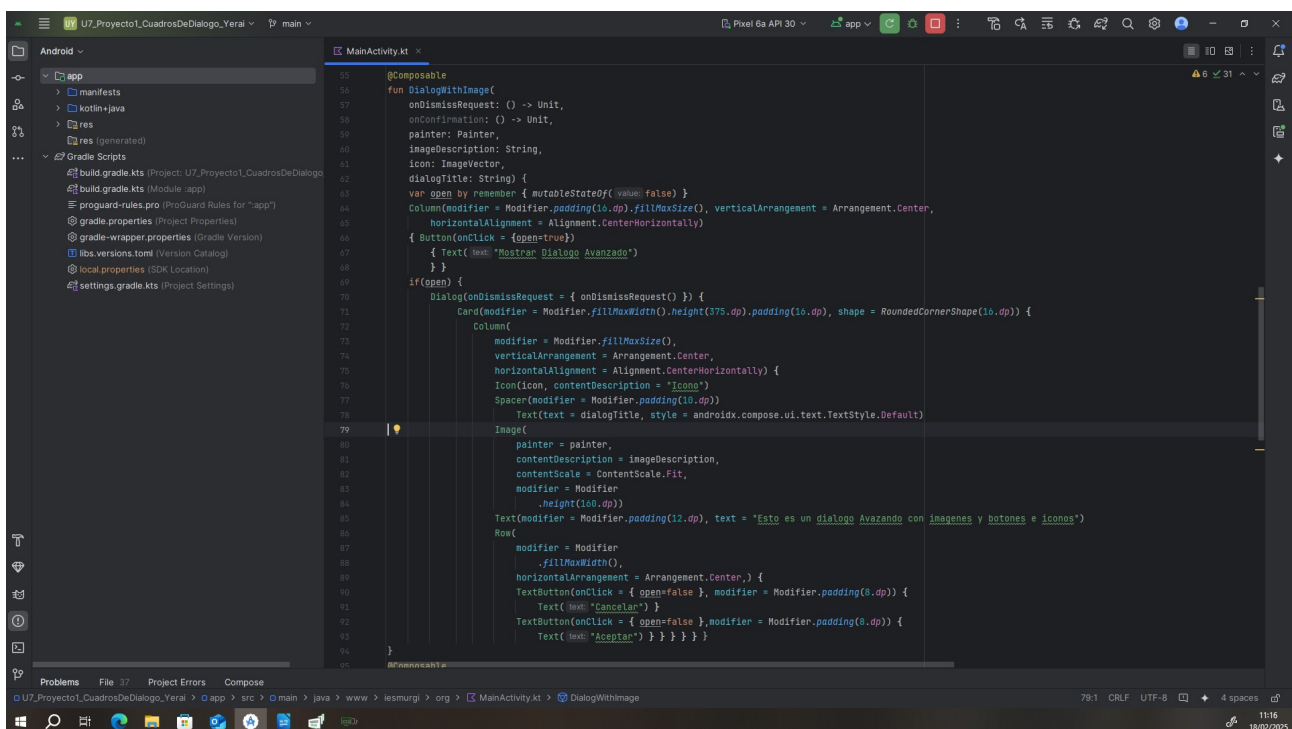 UY U7_Proyecto1_CuadrosDeDialogo_Yerai main Pixel 6a API 30 app
Android
MainActivity.kt
app
manifests
kotlin+java
res
res (generated)
Gradle Scripts
build.gradle.kts (Project: U7_Proyecto1_CuadrosDeDialogo
build.gradle.kts (Module :app)
proguard-rules.pro (ProGuard Rules for ":app")
gradle.properties (Project Properties)
gradle-wrapper.properties (Gradle Version)
libs.versions.toml (Version Catalog)
local.properties (SDK Location)
settings.gradle.kts (Project Settings)
6 31
55 @Composable
56 fun DialogWithImage(
57 onDismissRequest: () -> Unit,
58 onConfirmation: () -> Unit,
59 painter: Painter,
60 imageDescription: String,
61 icon: ImageVector,
62 dialogTitle: String) {
63 var open by remember { mutableStateOf( value: false) }
64 Column(modifier = Modifier.padding(16.dp).fillMaxSize(), verticalArrangement = Arrangement.Center,
65 horizontalAlignment = Alignment.CenterHorizontally)
66 { Button(onClick = {open=true})
67 { Text( text: "Mostrar Dialogo Avanzado")
68 } }
69 if(open) {
70 Dialog(onDismissRequest = { onDismissRequest() }) {
71 Card(modifier = Modifier.fillMaxWidth().height(375.dp).padding(16.dp), shape = RoundedCornerShape(16.dp)) {
72 Column(
73 modifier = Modifier.fillMaxSize(),
74 verticalArrangement = Arrangement.Center,
75 horizontalAlignment = Alignment.CenterHorizontally) {
76 Icon(icon, contentDescription = "Icono")
77 Spacer(modifier = Modifier.padding(10.dp))
78 Text(text = dialogTitle, style = androidx.compose.ui.text.TextStyle.Default)
79 Image(
80 painter = painter,
81 contentDescription = imageDescription,
82 contentScale = ContentScale.Fit,
83 modifier = Modifier
84 .height(160.dp))
85 Text(modifier = Modifier.padding(12.dp), text = "Esto es un dialogo Avazando con imagenes y botones e iconos")
86 Row(
87 modifier = Modifier
88 .fillMaxWidth(),
89 horizontalArrangement = Arrangement.Center,) {
90 TextButton(onClick = { open=false }, modifier = Modifier.padding(8.dp)) {
91 Text( text: "Cancelar") }
92 TextButton(onClick = { open=false },modifier = Modifier.padding(8.dp)) {
93 Text( text: "Aceptar") } } } } } }
94 }
95 @Composable
Problems File 37 Project Errors Compose
U7_Proyecto1_CuadrosDeDialogo_Yerai > app > src > main > java > www > iesmurgi > org > MainActivity.kt > DialogWithImage 79:1 CRLF UTF-8 4 spaces
11:16
18/02/2025